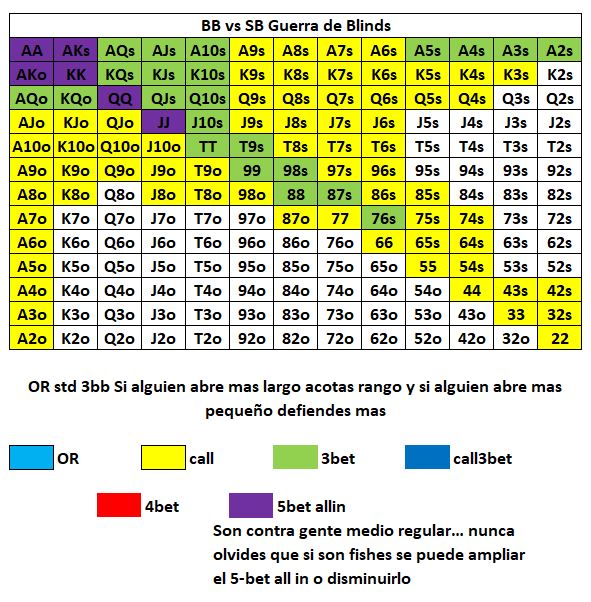 BB vs SB Guerra de Blinds
AA AKs AQs AJs A10s A9s A8s A7s A6s A5s A4s A3s A2s
AKo KK KQs KJs K10s K9s K8s K7s K6s K5s K4s K3s K2s
AQo KQo QQ QJs Q10s Q9s Q8s Q7s Q6s Q5s Q4s Q3s Q2s
AJo KJo QJo JJ J10s J9s J8s J7s J6s J5s J4s J3s J2s
A10o K10o Q10o J10o TT T9s T8s T7s T6s T5s T4s T3s T2s
A9o K9o Q9o J9o T9o 99 98s 97s 96s 95s 94s 93s 92s
A8o K8o Q8o J8o T8o 98o 88 87s 86s 85s 84s 83s 82s
A7o K7o Q7o J7o T7o 97o 87o 77 76s 75s 74s 73s 72s
A6o K6o Q6o J6o T6o 96o 86o 76o 66 65s 64s 63s 62s
A5o K5o Q5o J5o T5o 95o 85o 75o 65o 55 54s 53s 52s
A4o K4o Q4o J4o T4o 94o 84o 74o 64o 54o 44 43s 42s
A3o K3o Q3o J3o T3o 93o 83o 73o 63o 53o 43o 33 32s
A2o K2o Q2o J2o T2o 92o 82o 72o 62o 52o 42o 32o 22
OR std 3bb Si alguien abre mas largo acotas rango y si alguien abre mas
pequeño defiendes mas
OR call 3bet call3bet
4bet 5bet allin
Son contra gente medio regular... nunca
olvides que si son fishes se puede ampliar
el 5-bet all in o disminuirlo